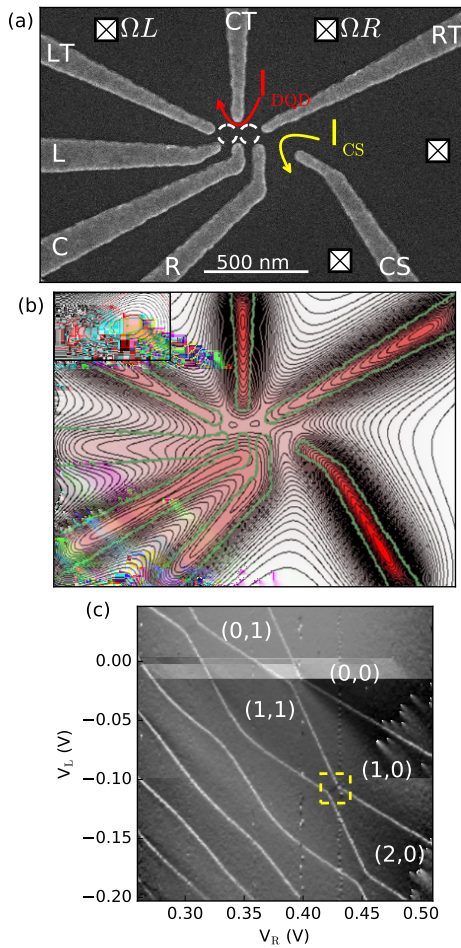 (a)
ΩL
CT
ΩR
RT
LT
I DQD
I CS
L
C
R
500 nm
CS
(b)
(c)
(0,1)
(0,0)
(1,1)
(1,0)
(2,0)
0.00
−0.05
−0.10
−0.15
−0.20
V_L (V)
0.30 0.35 0.40 0.45 0.50
V_R (V)